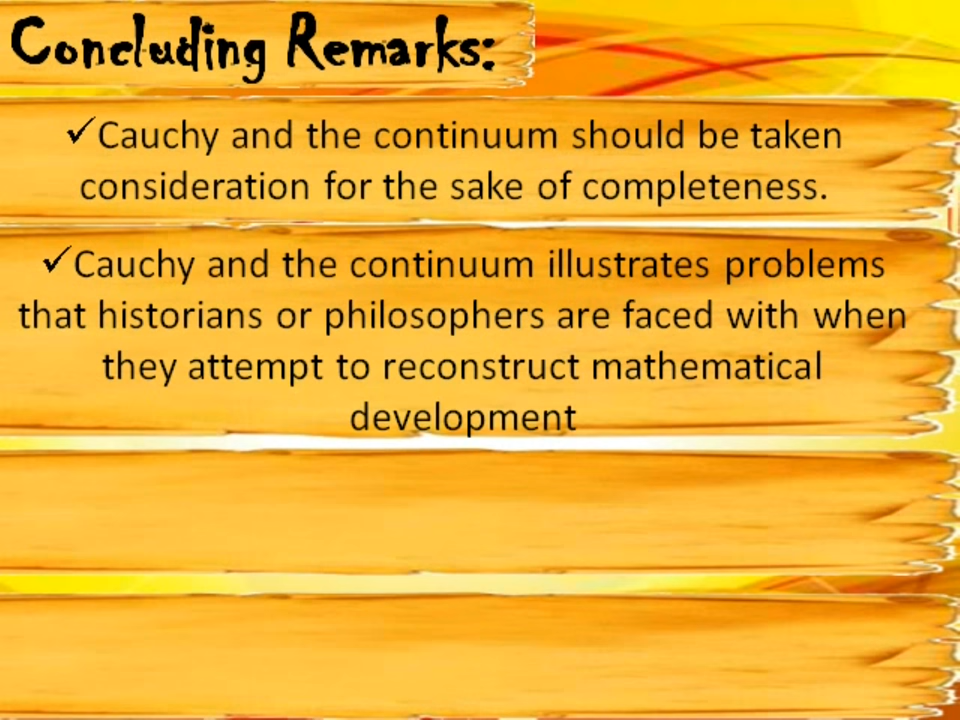 Concluding Remarks:
✓Cauchy and the continuum should be taken
consideration for the sake of completeness.
✓Cauchy and the continuum illustrates problems
that historians or philosophers are faced with when
they attempt to reconstruct mathematical
development